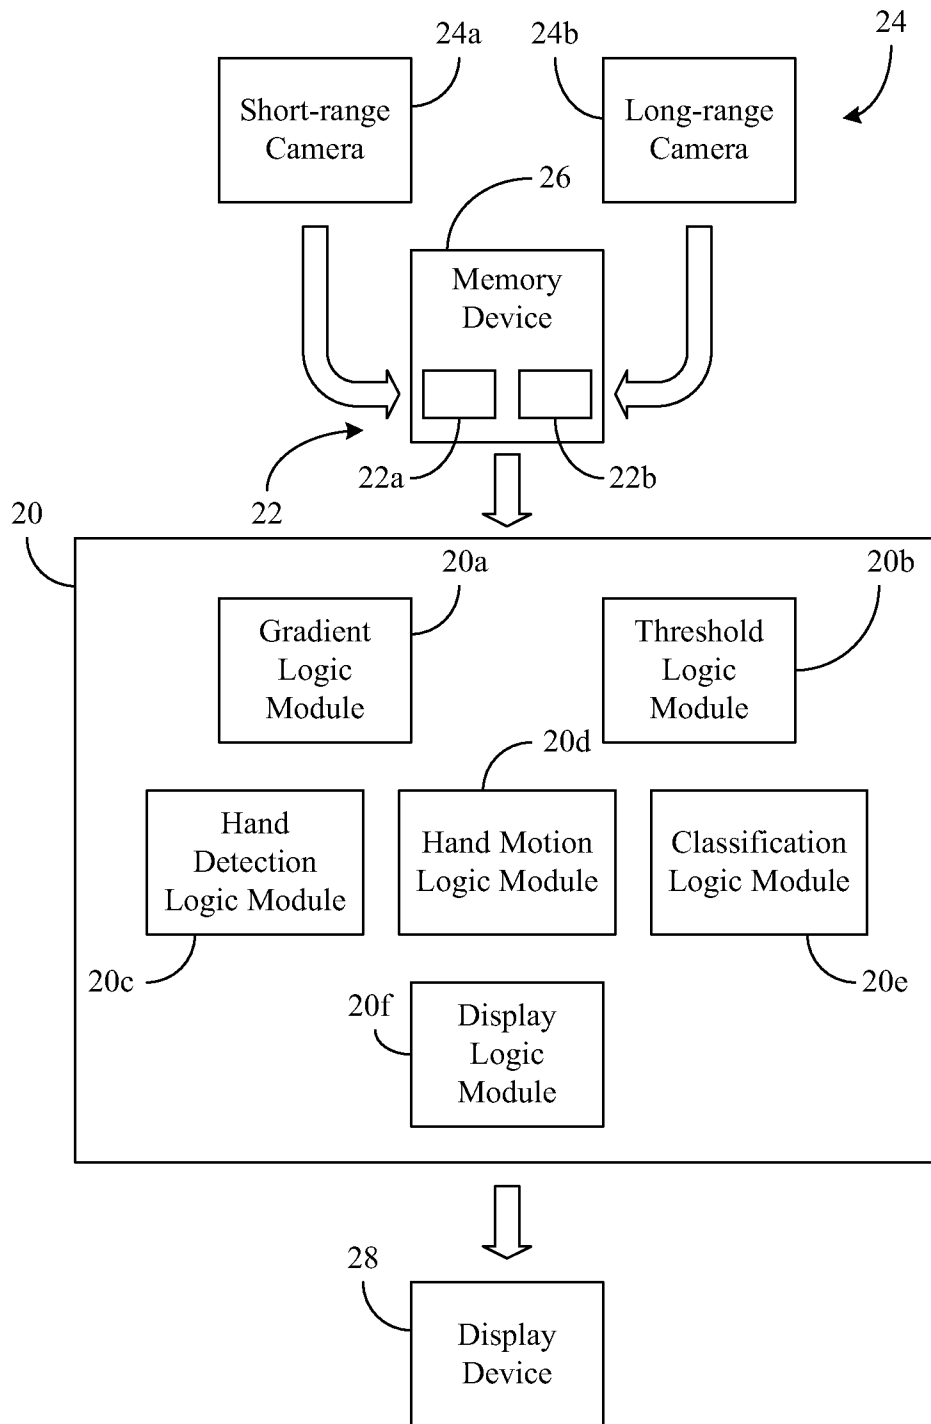 24a
24b
24
Short-range
Camera
Long-range
Camera
26
Memory
Device
22a
22b
22
20
20a
20b
Gradient
Logic
Module
Threshold
Logic
Module
20d
Hand
Detection
Logic Module
Hand Motion
Logic Module
Classification
Logic Module
20c
20e
20f
Display
Logic
Module
28
Display
Device